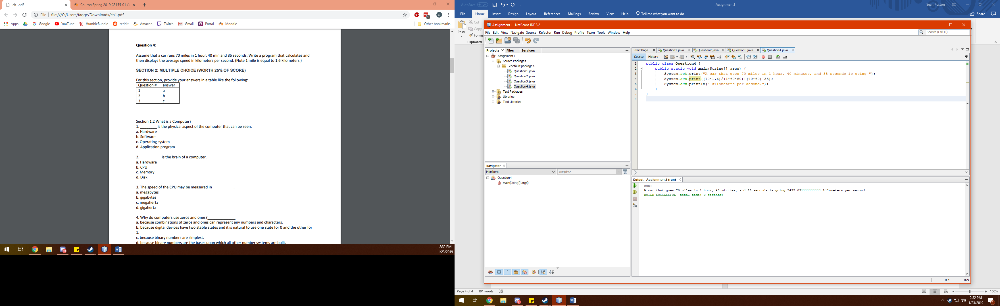 ch1.pdf
Course: Spring 2019 CS155-01 C
File
file:///C:/Users/fagge/Downloads/ch1.pdf
ABP
1
S
Apps
Google
YouTube
HumbleBundle
reddit
Amazon
Twitch
Gmail
Portal
Moodle
Other bookmarks
Question 4:
Assume that a car runs 70 miles in 1 hour, 40 min and 35 seconds. Write a program that calculates and
then displays the average speed in kilometers per second. (Note 1 mile is equal to 1.6 kilometers.)
SECTION 2: MULTIPLE CHOICE (WORTH 25% OF SCORE)
For this section, provide your answers in a table like the following:
Question # answer
1 a
2 b
3 c
Section 1.2 What is a Computer?
1. ________ is the physical aspect of the computer that can be seen.
a. Hardware
b. Software
c. Operating system
d. Application program
2. __________ is the brain of a computer.
a. Hardware
b. CPU
c. Memory
d. Disk
3. The speed of the CPU may be measured in __________.
a. megabytes
b. gigabytes
c. megahertz
d. gigahertz
4. Why do computers use zeros and ones?______________
a. because combinations of zeros and ones can represent any numbers and characters.
b. because digital devices have two stable states and it is natural to use one state for 0 and the other for
1.
c. because binary numbers are simplest.
d. because binary numbers are the bases upon which all other number systems are built.
2:32 PM
1/23/2019
AutoSave Off
Assignment1
Sean Poston
File Home Insert Design Layout References Mailings Review View Help Tell me what you want to do
Share
Paste
Cut
Copy
Forma
Clipboard
Assignment1 - NetBeans IDE 8.2
File Edit View Navigate Source Refactor Run Debug Profile Team Tools Window Help
Search (Ctrl+I)
Projects Files Services
Assignment1
Source Packages
<default package>
Question1.java
Question2.java
Question3.java
Question4.java
Test Packages
Libraries
Test Libraries
Navigator
Members
<empty>
Question4
main(String[] args)
Start Page Question1.java Question2.java Question3.java Question4.java
Source History
1 public class Question4 {
2 public static void main(String[] args) {
3 System.out.print("A car that goes 70 miles in 1 hour, 40 minutes, and 35 seconds is going ");
4 System.out.print((70*1.6)/(1*60*60)+(40*60)+35);
5 System.out.println(" kilometers per second.");
6 }
7 }
8
Output - Assignment1 (run)
run:
A car that goes 70 miles in 1 hour, 40 minutes, and 35 seconds is going 2435.031111111111 kilometers per second.
BUILD SUCCESSFUL (total time: 0 seconds)
8:1
INS
Page 4 of 4 191 words
100%
2:32 PM
1/23/2019